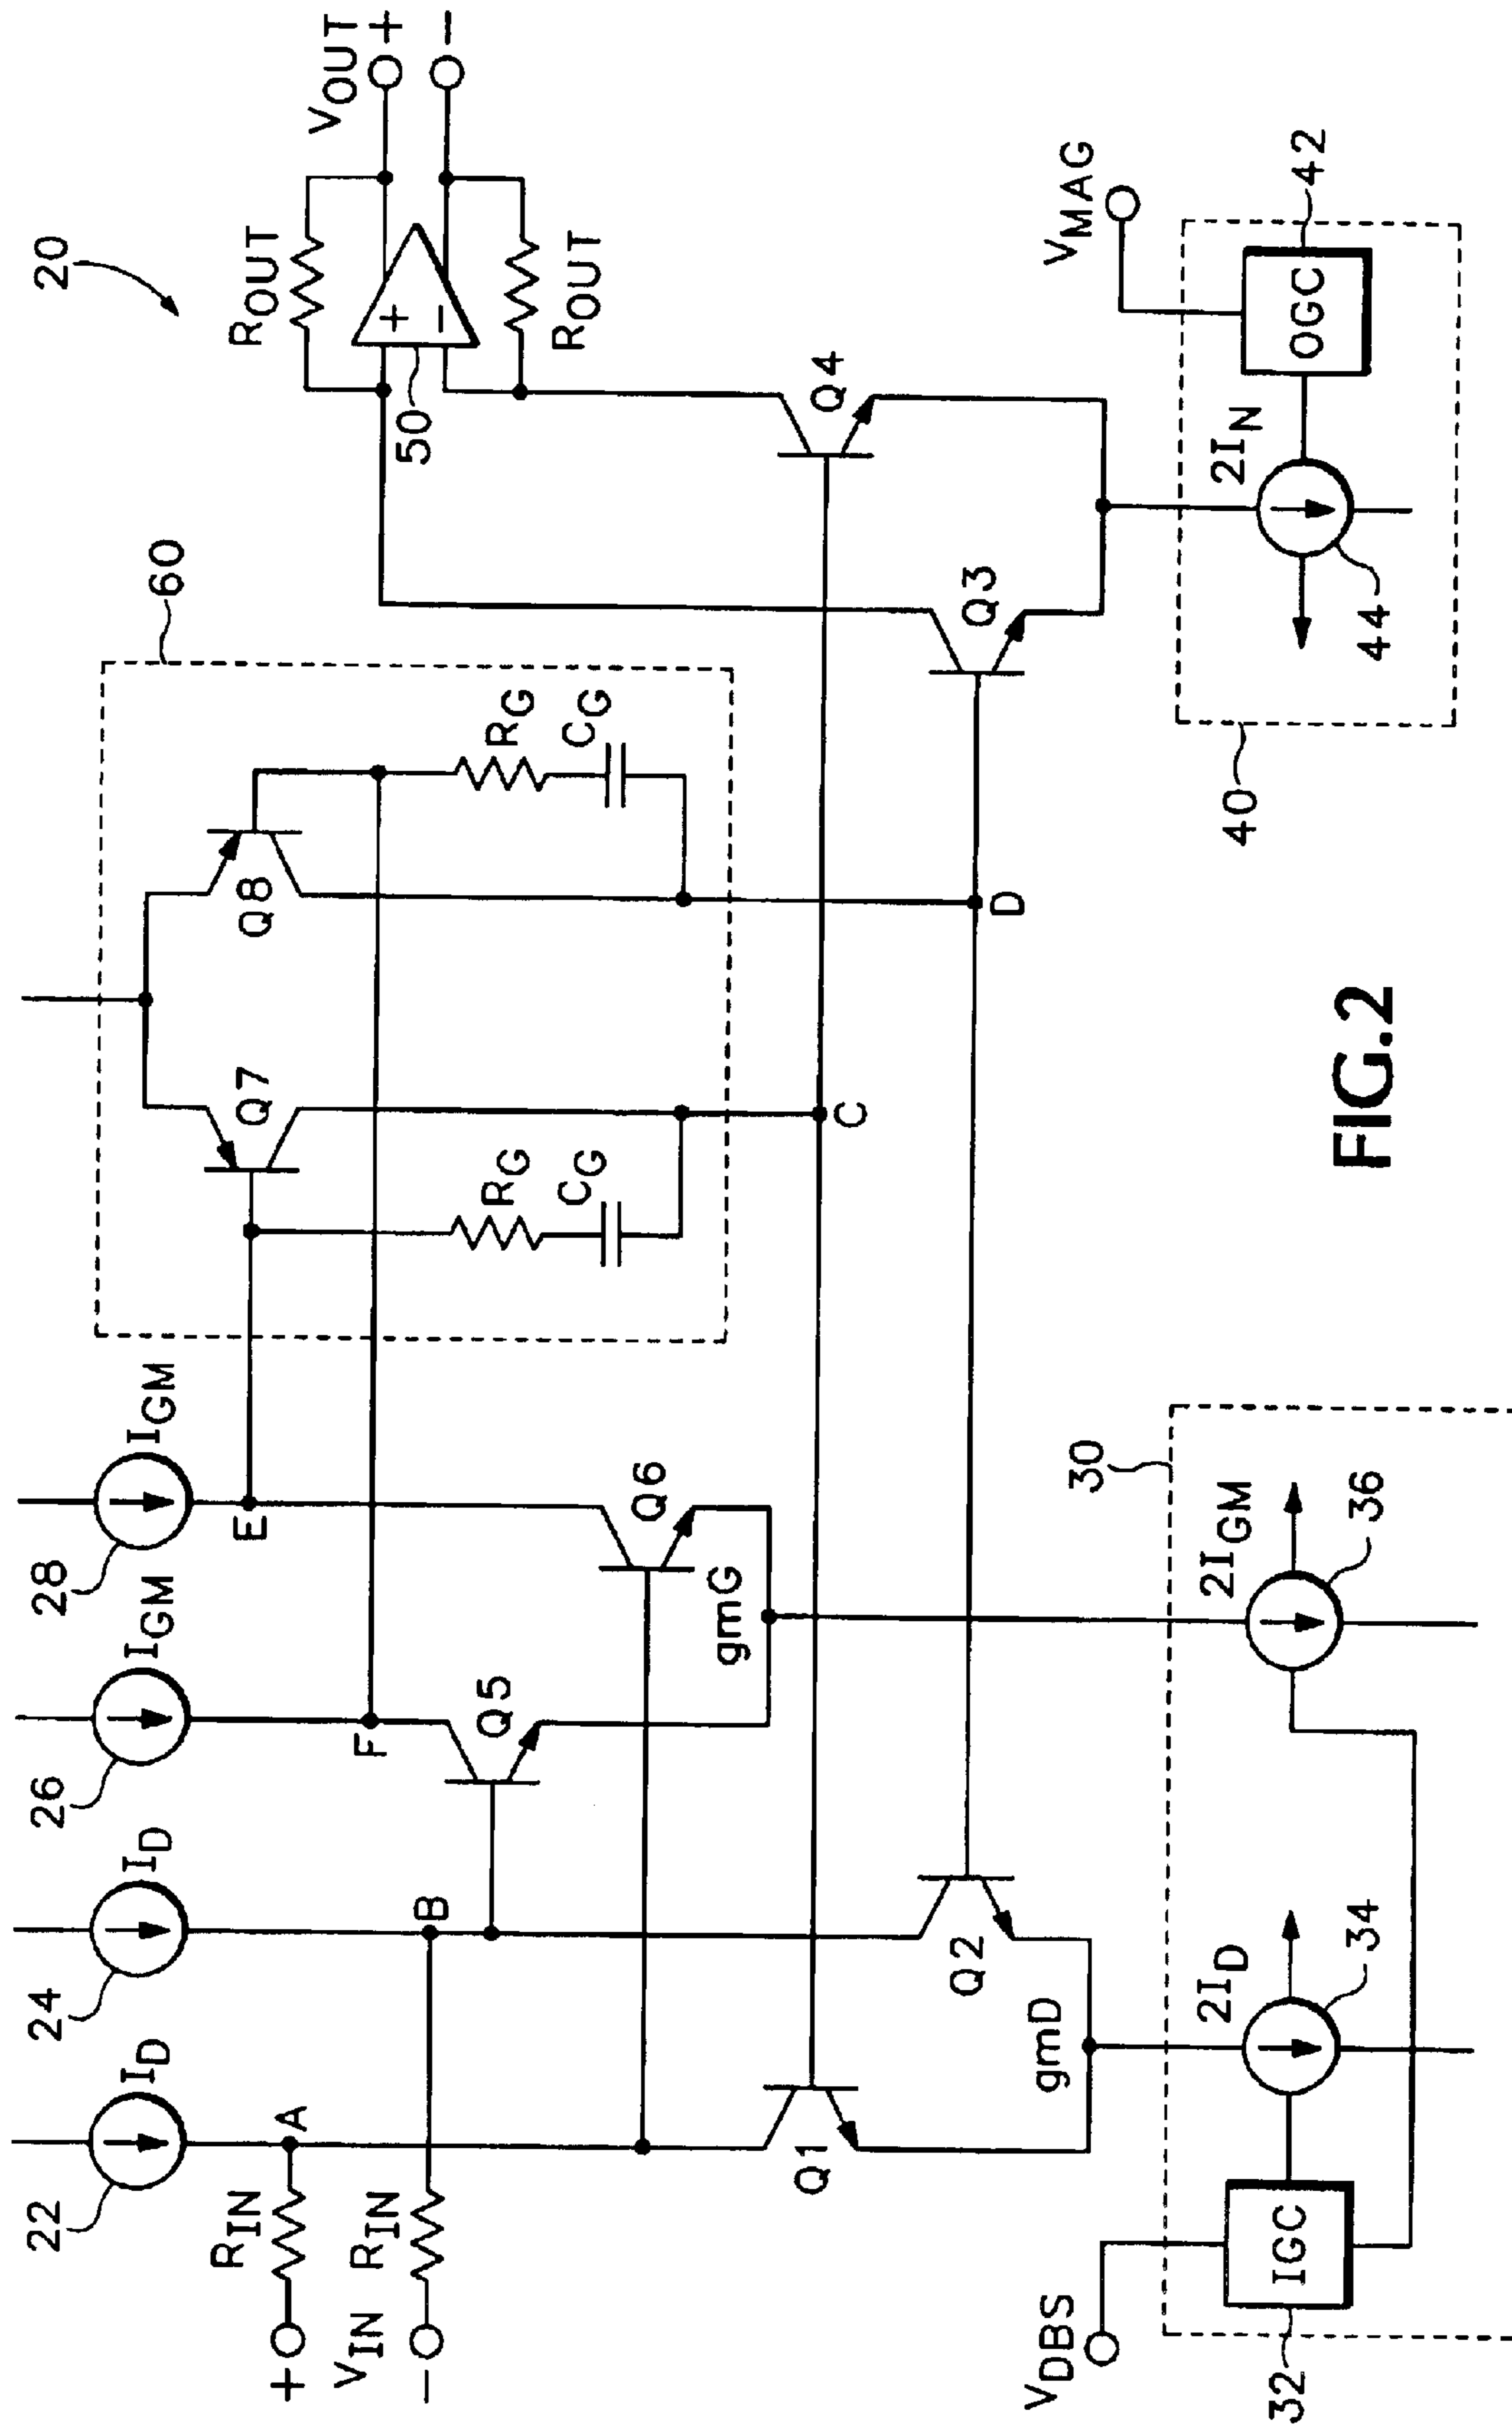 20
22
I_D
24
I_D
26
I_GM
28
I_GM
60
Q7
Q8
V_OUT
+
−
R_OUT
R_OUT
+
−
50
E
F
A
B
R_IN
+
V_IN
R_IN
−
Q5
Q6
gmG
R_G
C_G
R_G
C_G
C
D
Q1
Q2
gmD
Q3
Q4
30
V_DBS
IGC
32
2I_D
34
2I_GM
36
40
2I_N
44
OGC
42
V_MAG
FIG.2